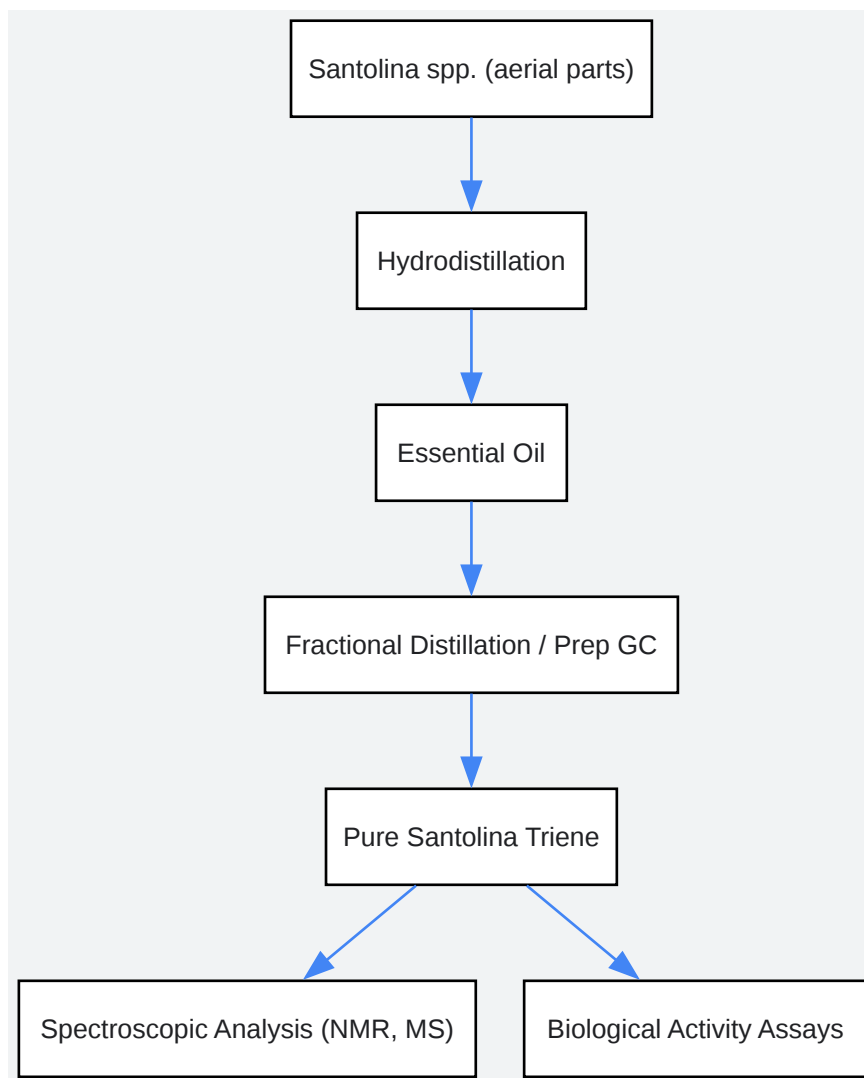 Santolina spp. (aerial parts)
Hydrodistillation
Essential Oil
Fractional Distillation / Prep GC
Pure Santolina Triene
Spectroscopic Analysis (NMR, MS)
Biological Activity Assays